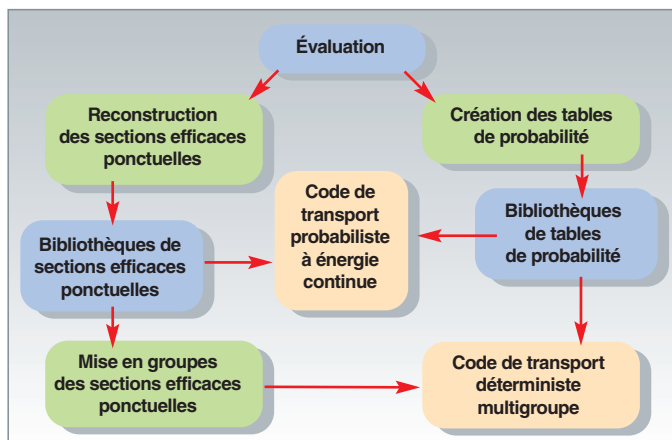 Évaluation
Reconstruction
des sections efficaces
ponctuelles
Création des tables
de probabilité
Code de
transport
probabiliste
à énergie
continue
Bibliothèques de
sections efficaces
ponctuelles
Bibliothèques
de tables
de probabilité
Mise en groupes
des sections efficaces
ponctuelles
Code de transport
déterministe
multigroupe